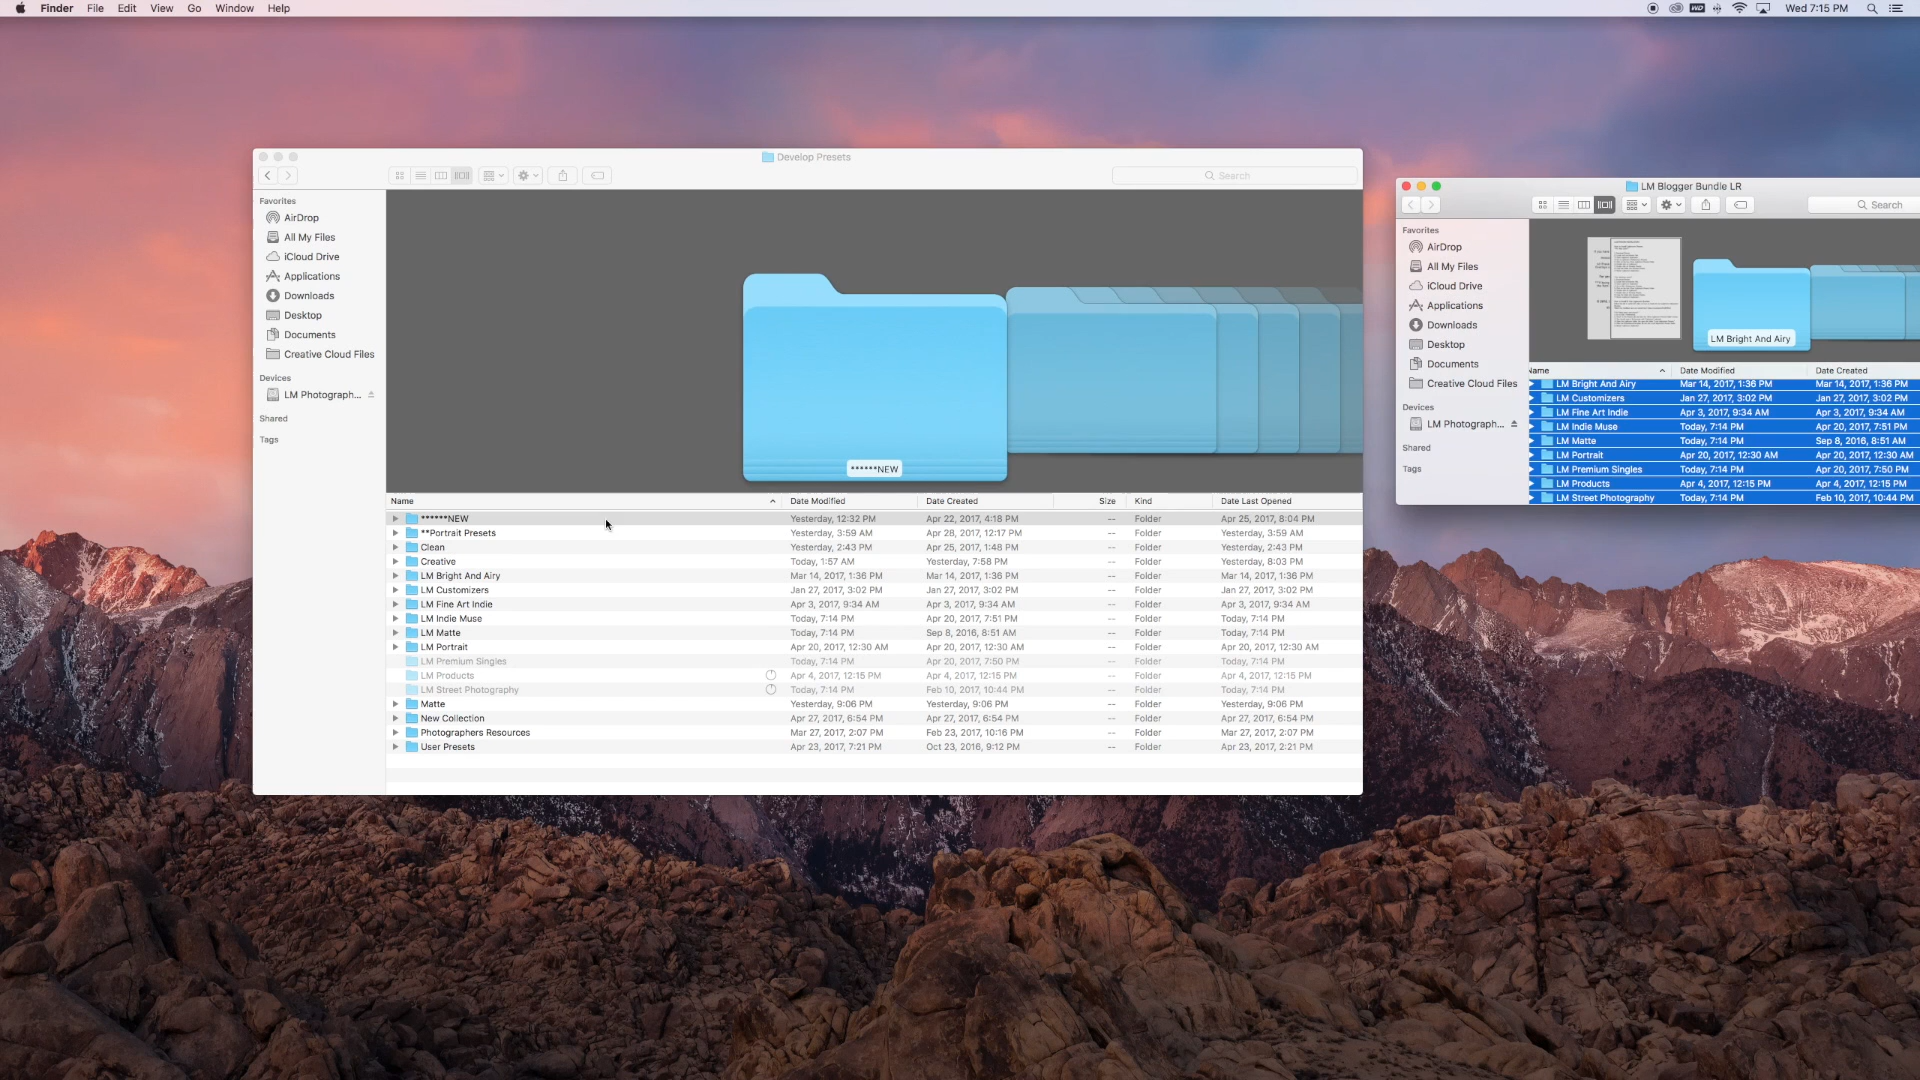 Finder File Edit View Go Window Help
Wed 7:15 PM
Develop Presets
Search
Favorites
AirDrop
All My Files
iCloud Drive
Applications
Downloads
Desktop
Documents
Creative Cloud Files
Devices
LM Photograph...
Shared
Tags
******NEW
Name Date Modified Date Created Size Kind Date Last Opened
******NEW Yesterday, 12:32 PM Apr 22, 2017, 4:18 PM -- Folder Apr 25, 2017, 8:04 PM
**Portrait Presets Yesterday, 3:59 AM Apr 28, 2017, 12:17 PM -- Folder Yesterday, 3:59 AM
Clean Yesterday, 2:43 PM Apr 25, 2017, 1:48 PM -- Folder Yesterday, 2:43 PM
Creative Today, 1:57 AM Yesterday, 7:58 PM -- Folder Yesterday, 8:03 PM
LM Bright And Airy Mar 14, 2017, 1:36 PM Mar 14, 2017, 1:36 PM -- Folder Mar 14, 2017, 1:36 PM
LM Customizers Jan 27, 2017, 3:02 PM Jan 27, 2017, 3:02 PM -- Folder Jan 27, 2017, 3:02 PM
LM Fine Art Indie Apr 3, 2017, 9:34 AM Apr 3, 2017, 9:34 AM -- Folder Apr 3, 2017, 9:34 AM
LM Indie Muse Today, 7:14 PM Apr 20, 2017, 7:51 PM -- Folder Today, 7:14 PM
LM Matte Today, 7:14 PM Sep 8, 2016, 8:51 AM -- Folder Today, 7:14 PM
LM Portrait Apr 20, 2017, 12:30 AM Apr 20, 2017, 12:30 AM -- Folder Apr 20, 2017, 12:30 AM
LM Premium Singles Today, 7:14 PM Apr 20, 2017, 7:50 PM -- Folder Today, 7:14 PM
LM Products Apr 4, 2017, 12:15 PM Apr 4, 2017, 12:15 PM -- Folder Apr 4, 2017, 12:15 PM
LM Street Photography Today, 7:14 PM Feb 10, 2017, 10:44 PM -- Folder Today, 7:14 PM
Matte Yesterday, 9:06 PM Yesterday, 9:06 PM -- Folder Yesterday, 9:06 PM
New Collection Apr 27, 2017, 6:54 PM Apr 27, 2017, 6:54 PM -- Folder Apr 27, 2017, 6:54 PM
Photographers Resources Mar 27, 2017, 2:07 PM Feb 23, 2017, 10:16 PM -- Folder Mar 27, 2017, 2:07 PM
User Presets Apr 23, 2017, 7:21 PM Oct 23, 2016, 9:12 PM -- Folder Apr 23, 2017, 2:21 PM
LM Blogger Bundle LR
Search
Favorites
AirDrop
All My Files
iCloud Drive
Applications
Downloads
Desktop
Documents
Creative Cloud Files
Devices
LM Photograph...
Shared
Tags
LM Bright And Airy
Name Date Modified Date Created
LM Bright And Airy Mar 14, 2017, 1:36 PM Mar 14, 2017, 1:36 PM
LM Customizers Jan 27, 2017, 3:02 PM Jan 27, 2017, 3:02 PM
LM Fine Art Indie Apr 3, 2017, 9:34 AM Apr 3, 2017, 9:34 AM
LM Indie Muse Today, 7:14 PM Apr 20, 2017, 7:51 PM
LM Matte Today, 7:14 PM Sep 8, 2016, 8:51 AM
LM Portrait Apr 20, 2017, 12:30 AM Apr 20, 2017, 12:30 AM
LM Premium Singles Today, 7:14 PM Apr 20, 2017, 7:50 PM
LM Products Apr 4, 2017, 12:15 PM Apr 4, 2017, 12:15 PM
LM Street Photography Today, 7:14 PM Feb 10, 2017, 10:44 PM